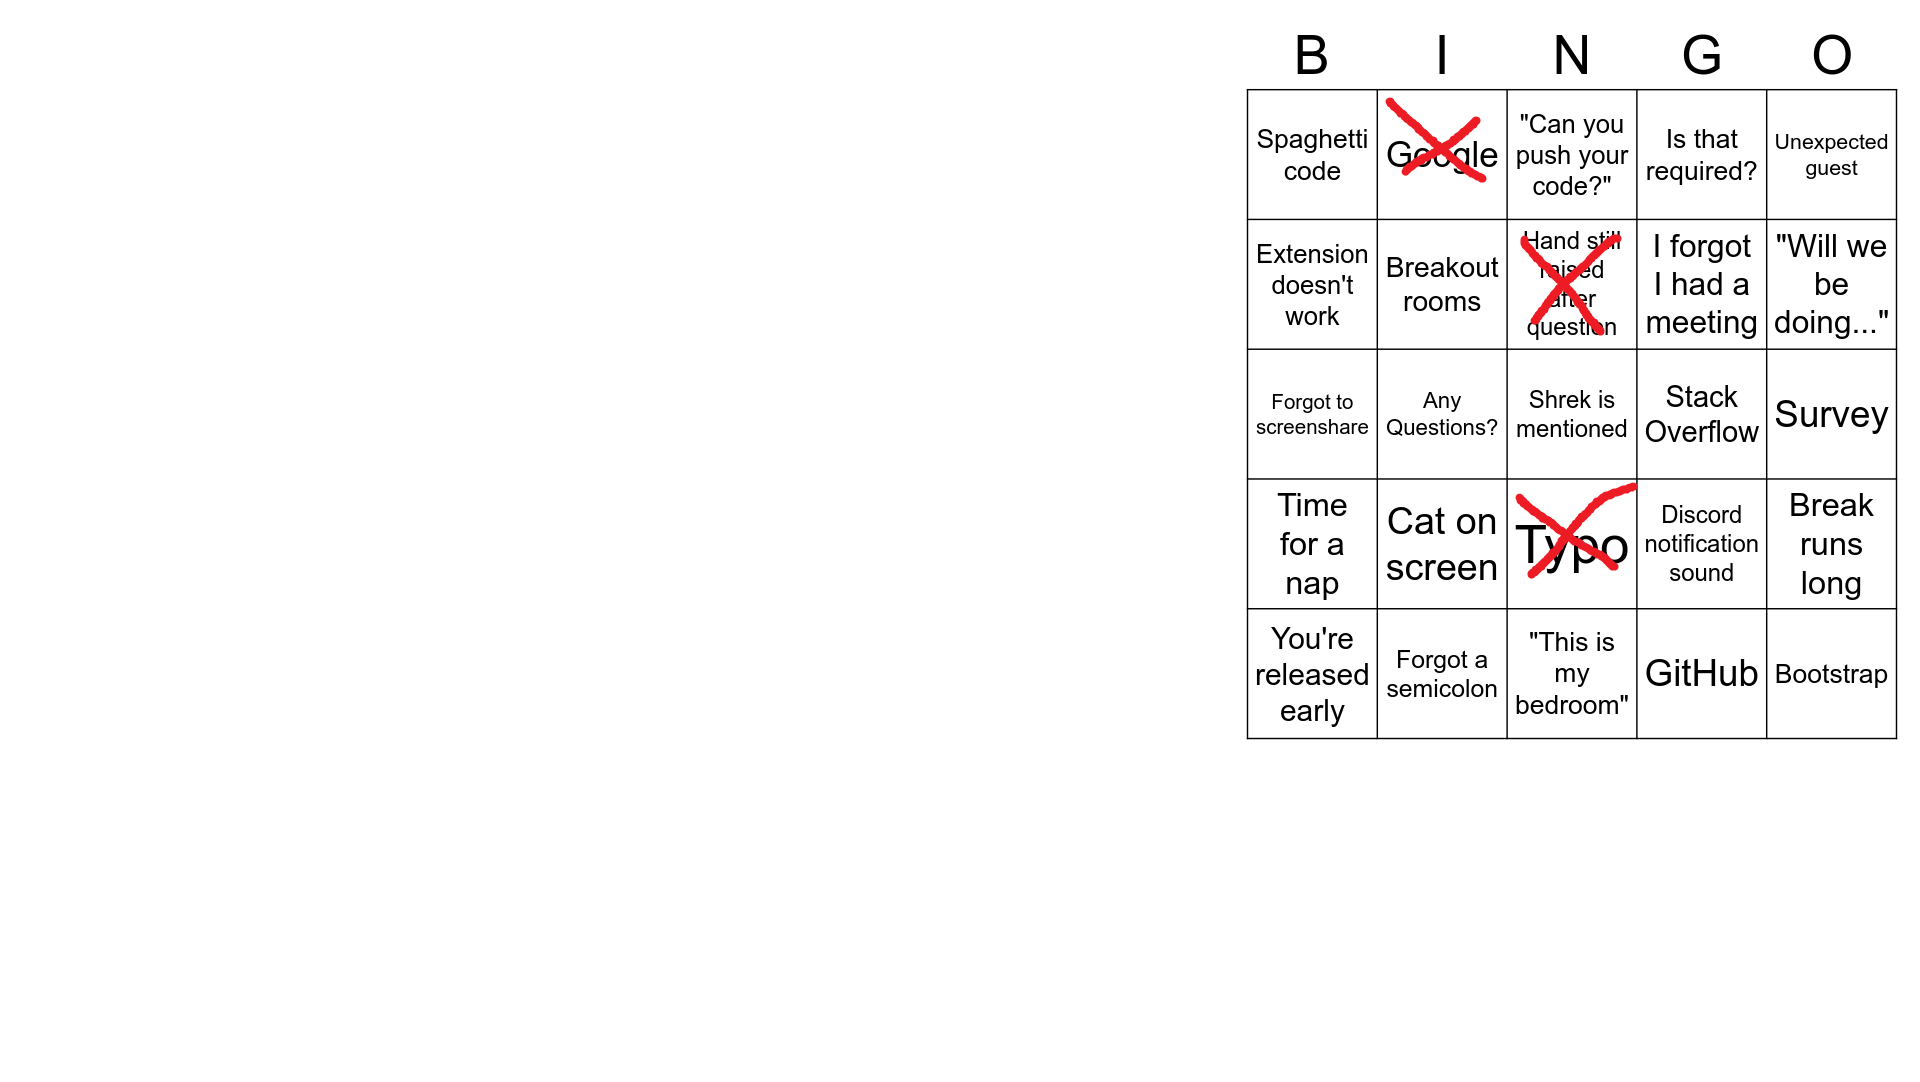 B I N G O
Spaghetti
code
Google
"Can you
push your
code?"
Is that
required?
Unexpected
guest
Extension
doesn't
work
Breakout
rooms
Hand still
raised
after
question
I forgot
I had a
meeting
"Will we
be
doing..."
Forgot to
screenshare
Any
Questions?
Shrek is
mentioned
Stack
Overflow
Survey
Time
for a
nap
Cat on
screen
Typo
Discord
notification
sound
Break
runs
long
You're
released
early
Forgot a
semicolon
"This is
my
bedroom"
GitHub
Bootstrap